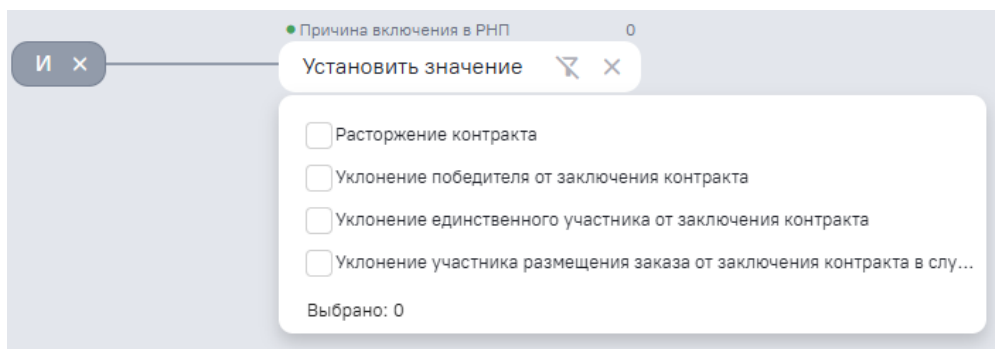 Причина включения в РНП 0
И ×
Установить значение ×
Расторжение контракта
Уклонение победителя от заключения контракта
Уклонение единственного участника от заключения контракта
Уклонение участника размещения заказа от заключения контракта в слу...
Выбрано: 0